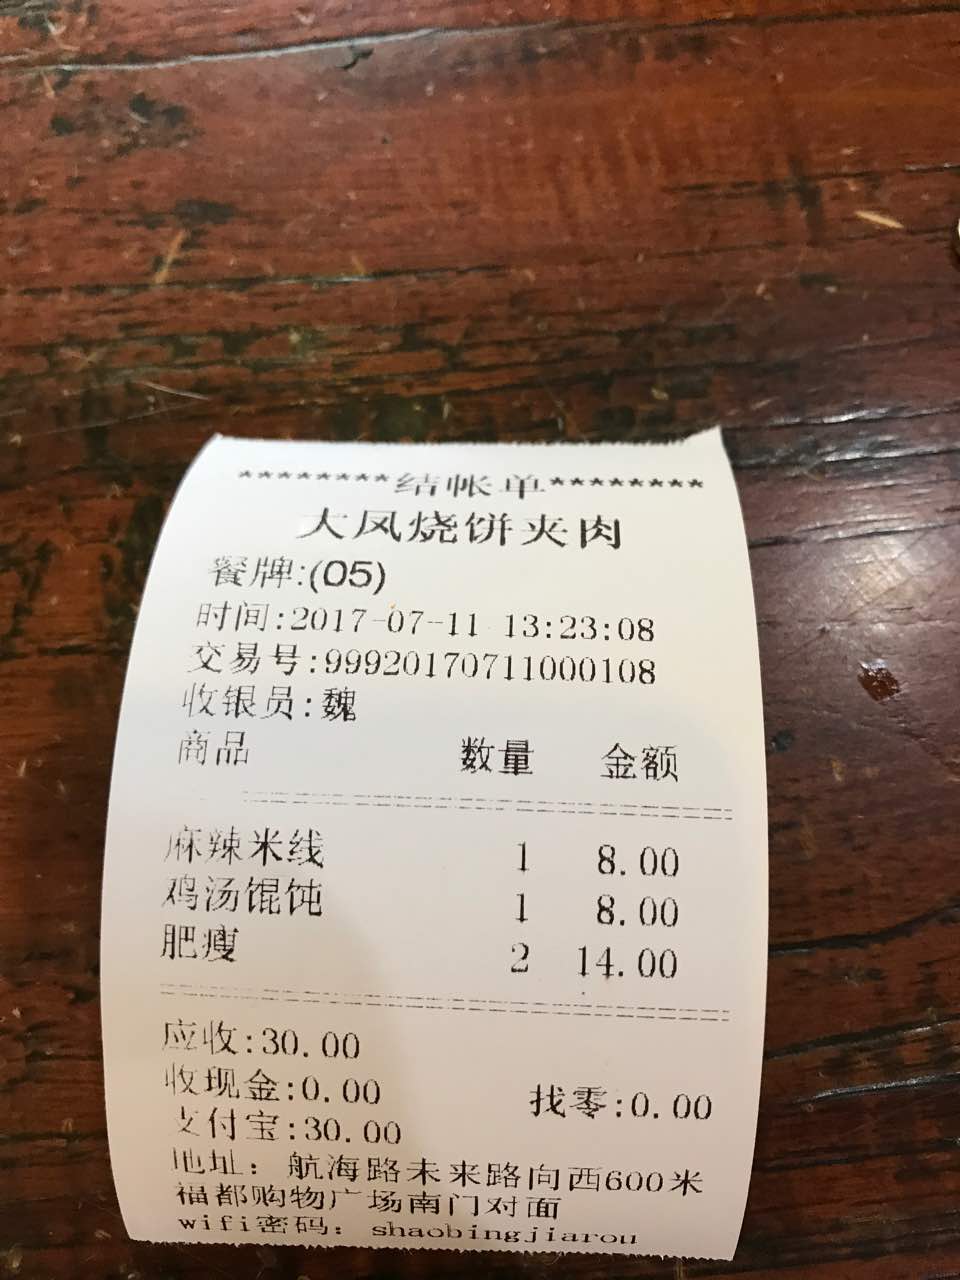 ********结帐单********
大凤烧饼夹肉
餐牌:(05)
时间:2017-07-11 13:23:08
交易号:99920170711000108
收银员:魏
商品 数量 金额
麻辣米线 1 8.00
鸡汤馄饨 1 8.00
肥瘦 2 14.00
应收:30.00
收现金:0.00 找零:0.00
支付宝:30.00
地址: 航海路未来路向西600米
福都购物广场南门对面
wifi密码: shaobingjiarou